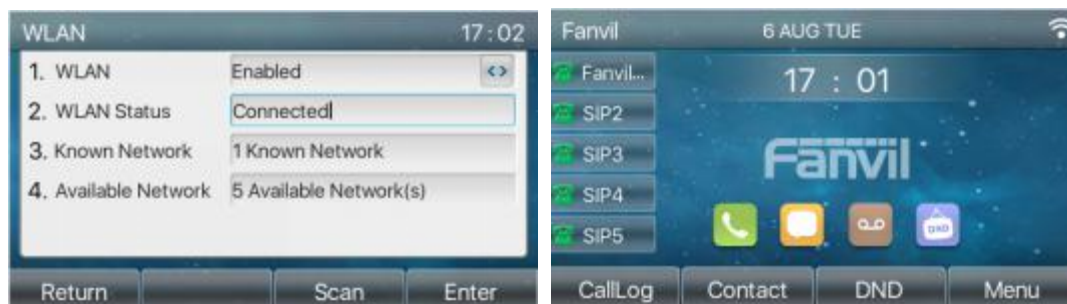 WLAN 17:02
1. WLAN Enabled
2. WLAN Status Connected
3. Known Network 1 Known Network
4. Available Network 5 Available Network(s)
Return Scan Enter
Fanvil 6 AUG TUE
Fanvil...
17 : 01
SIP2
SIP3
Fanvil
SIP4
DND
SIP5
CallLog Contact DND Menu